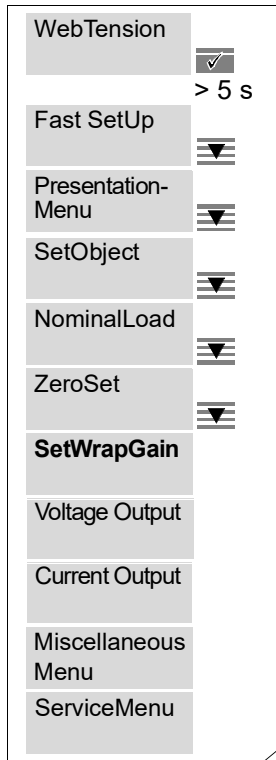 WebTension
> 5 s
Fast SetUp
Presentation-
Menu
SetObject
NominalLoad
ZeroSet
SetWrapGain
Voltage Output
Current Output
Miscellaneous
Menu
ServiceMenu